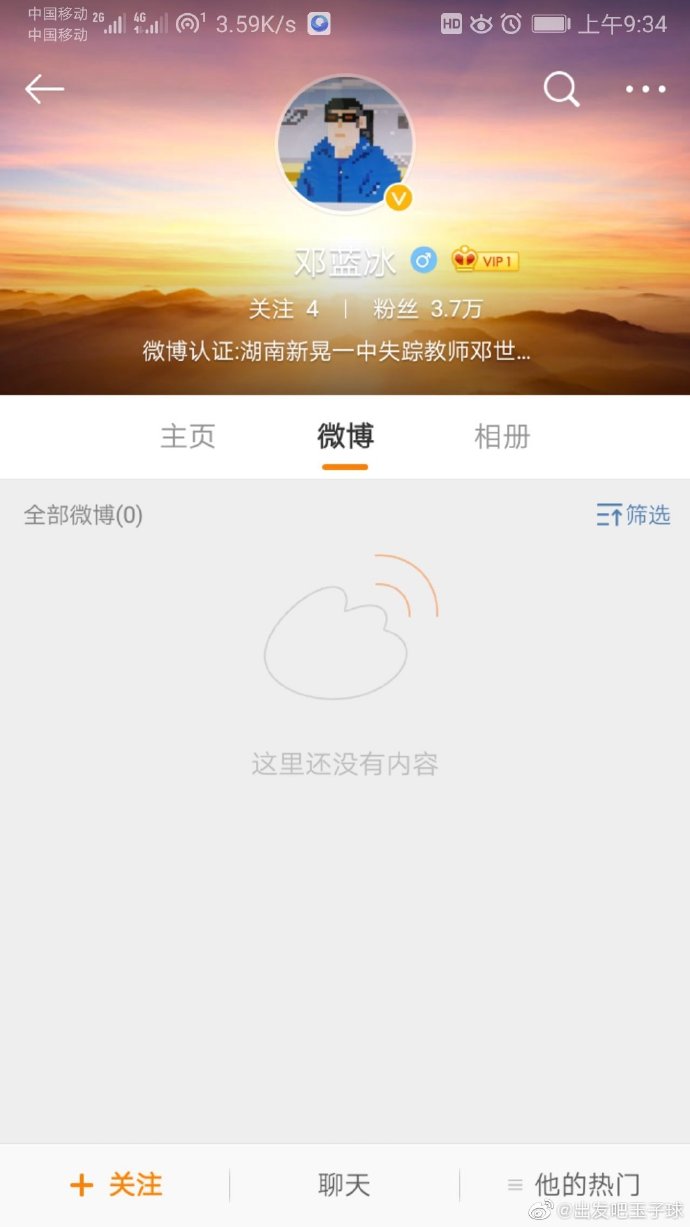 中国移动 2G 4G 1 3.59K/s HD 上午9:34
中国移动
邓蓝冰 VIP 1
关注 4 | 粉丝 3.7万
微博认证:湖南新晃一中失踪教师邓世...
主页 微博 相册
全部微博(0) 筛选
这里还没有内容
+ 关注 聊天 他的热门
@出发吧玉子球